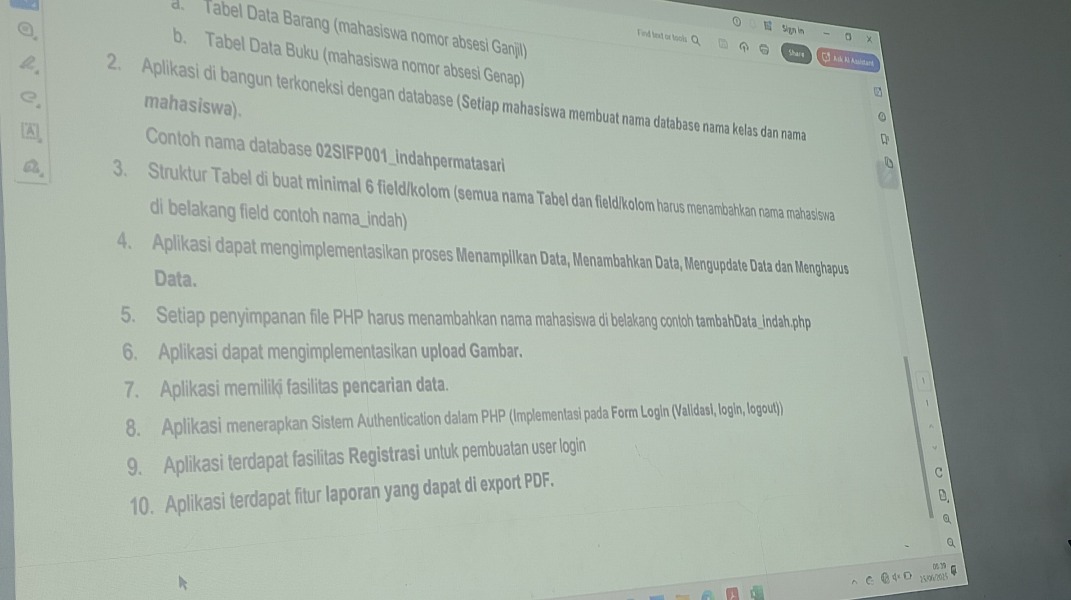 Sign in
Find text or tools
Share
Ask AI Assistant
a. Tabel Data Barang (mahasiswa nomor absesi Ganjil)
b. Tabel Data Buku (mahasiswa nomor absesi Genap)
2. Aplikasi di bangun terkoneksi dengan database (Setiap mahasiswa membuat nama database nama kelas dan nama
mahasiswa).
Contoh nama database 02SIFP001_indahpermatasari
3. Struktur Tabel di buat minimal 6 field/kolom (semua nama Tabel dan field/kolom harus menambahkan nama mahasiswa
di belakang field contoh nama_indah)
4. Aplikasi dapat mengimplementasikan proses Menampilkan Data, Menambahkan Data, Mengupdate Data dan Menghapus
Data.
5. Setiap penyimpanan file PHP harus menambahkan nama mahasiswa di belakang contoh tambahData_indah.php
6. Aplikasi dapat mengimplementasikan upload Gambar.
7. Aplikasi memiliki fasilitas pencarian data.
8. Aplikasi menerapkan Sistem Authentication dalam PHP (Implementasi pada Form Login (Validasi, login, logout))
9. Aplikasi terdapat fasilitas Registrasi untuk pembuatan user login
10. Aplikasi terdapat fitur laporan yang dapat di export PDF.